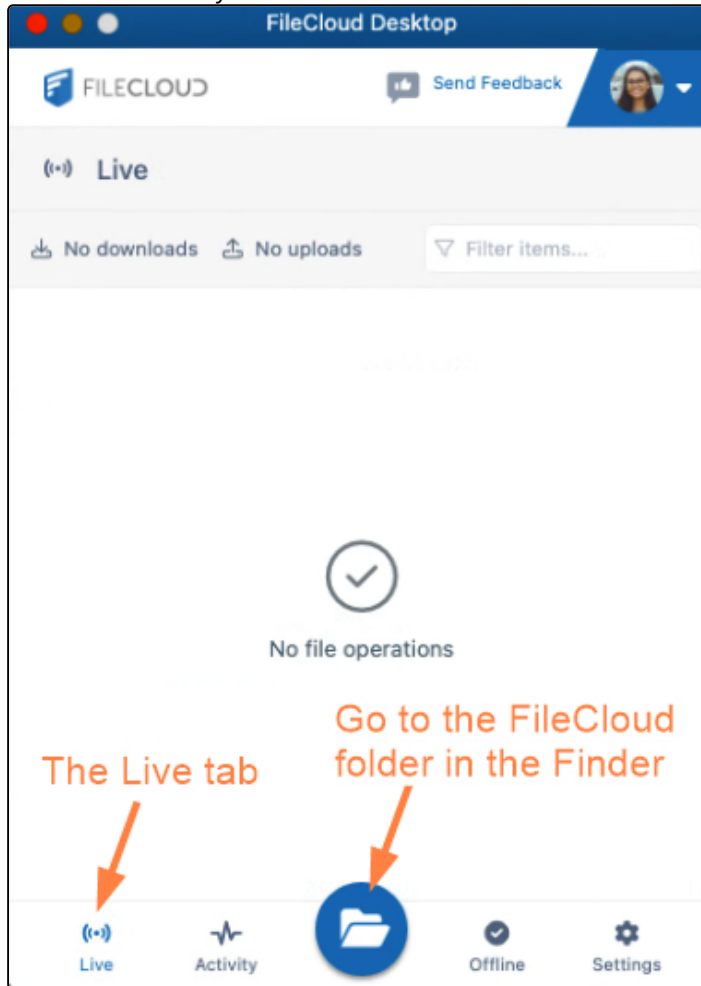 y
FileCloud Desktop
FILECLOUD
Send Feedback
Live
No downloads No uploads Filter items...
No file operations
Go to the FileCloud
folder in the Finder
The Live tab
Live Activity Offline Settings